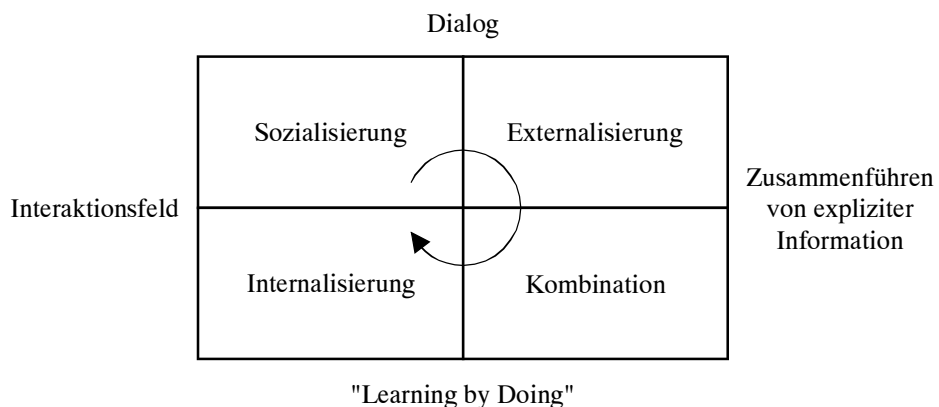 Dialog
Sozialisierung
Externalisierung
Interaktionsfeld
Zusammenführen
von expliziter
Information
Internalisierung
Kombination
"Learning by Doing"